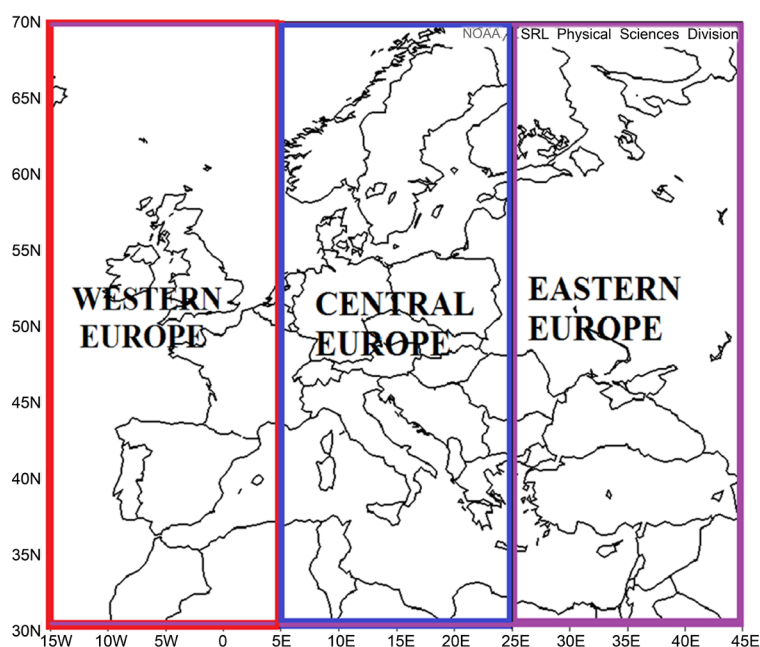 70N
NOAA/ESRL Physical Sciences Division
65N
60N
55N
WESTERN
EUROPE
CENTRAL
EUROPE
EASTERN
EUROPE
50N
45N
40N
35N
30N
15W 10W 5W 0 5E 10E 15E 20E 25E 30E 35E 40E 45E